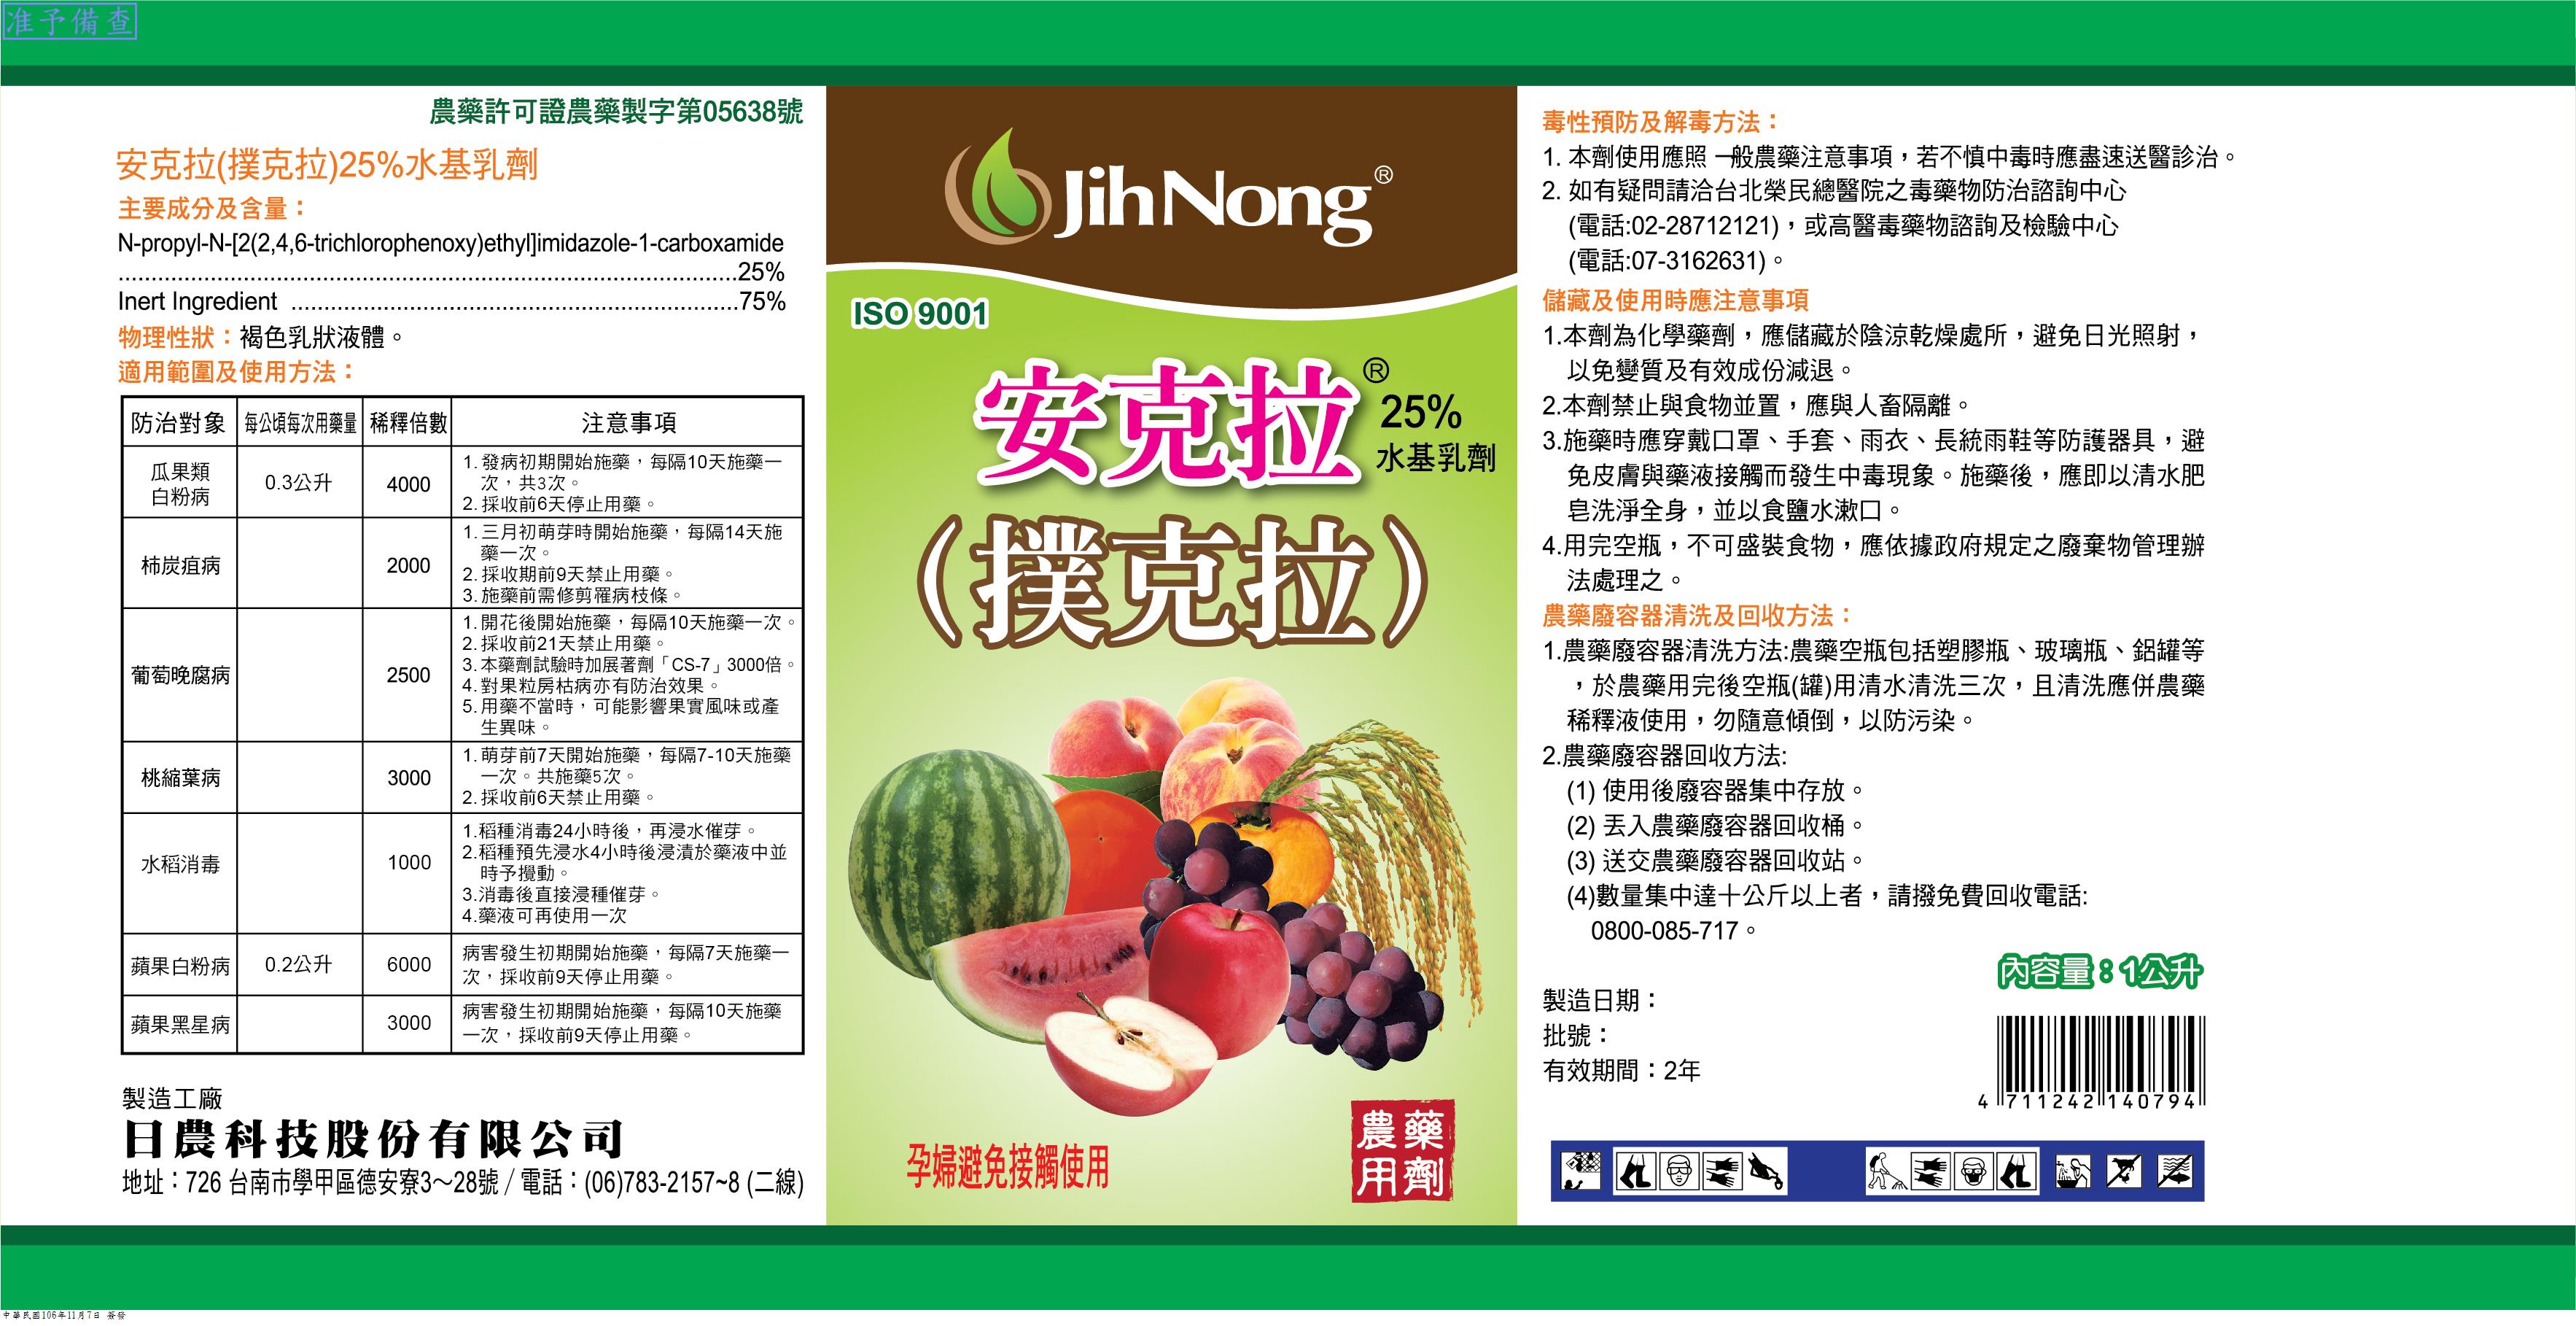 准予備查
農藥許可證農藥製字第05638號
安克拉(撲克拉)25%水基乳劑
主要成分及含量：
N-propyl-N-[2(2,4,6-trichlorophenoxy)ethyl]imidazole-1-carboxamide
.............................................................................................25%
Inert Ingredient ...................................................................75%
物理性狀：褐色乳狀液體。
適用範圍及使用方法：
防治對象 每公頃每次用藥量 稀釋倍數 注意事項
瓜果類
白粉病 0.3公升 4000
1. 發病初期開始施藥，每隔10天施藥一
次，共3次。
2. 採收前6天停止用藥。
柿炭疽病 2000
1. 三月初萌芽時開始施藥，每隔14天施
藥一次。
2. 採收期前9天禁止用藥。
3. 施藥前需修剪罹病枝條。
葡萄晚腐病 2500
1. 開花後開始施藥，每隔10天施藥一次。
2. 採收前21天禁止用藥。
3. 本藥劑試驗時加展著劑「CS-7」3000倍。
4. 對果粒房枯病亦有防治效果。
5. 用藥不當時，可能影響果實風味或產
生異味。
桃縮葉病 3000
1. 萌芽前7天開始施藥，每隔7-10天施藥
一次。共施藥5次。
2. 採收前6天禁止用藥。
水稻消毒 1000
1.稻種消毒24小時後，再浸水催芽。
2.稻種預先浸水4小時後浸漬於藥液中並
時予攪動。
3.消毒後直接浸種催芽。
4.藥液可再使用一次
蘋果白粉病 0.2公升 6000
病害發生初期開始施藥，每隔7天施藥一
次，採收前9天停止用藥。
蘋果黑星病 3000
病害發生初期開始施藥，每隔10天施藥
一次，採收前9天停止用藥。
製造工廠
日農科技股份有限公司
地址：726 台南市學甲區德安寮3～28號 / 電話：(06)783-2157~8 (二線)
JihNong®
ISO 9001
安克拉®
25%
水基乳劑
（撲克拉）
孕婦避免接觸使用
農藥
用劑
毒性預防及解毒方法：
1. 本劑使用應照一般農藥注意事項，若不慎中毒時應盡速送醫診治。
2. 如有疑問請洽台北榮民總醫院之毒藥物防治諮詢中心
(電話:02-28712121)，或高醫毒藥物諮詢及檢驗中心
(電話:07-3162631)。
儲藏及使用時應注意事項
1.本劑為化學藥劑，應儲藏於陰涼乾燥處所，避免日光照射，
以免變質及有效成份減退。
2.本劑禁止與食物並置，應與人畜隔離。
3.施藥時應穿戴口罩、手套、雨衣、長統雨鞋等防護器具，避
免皮膚與藥液接觸而發生中毒現象。施藥後，應即以清水肥
皂洗淨全身，並以食鹽水漱口。
4.用完空瓶，不可盛裝食物，應依據政府規定之廢棄物管理辦
法處理之。
農藥廢容器清洗及回收方法：
1.農藥廢容器清洗方法:農藥空瓶包括塑膠瓶、玻璃瓶、鋁罐等
，於農藥用完後空瓶(罐)用清水清洗三次，且清洗應併農藥
稀釋液使用，勿隨意傾倒，以防污染。
2.農藥廢容器回收方法:
(1) 使用後廢容器集中存放。
(2) 丟入農藥廢容器回收桶。
(3) 送交農藥廢容器回收站。
(4)數量集中達十公斤以上者，請撥免費回收電話:
0800-085-717。
內容量：1公升
製造日期：
批號：
有效期間：2年
4 711242 140794
中華民國106年11月7日 簽發